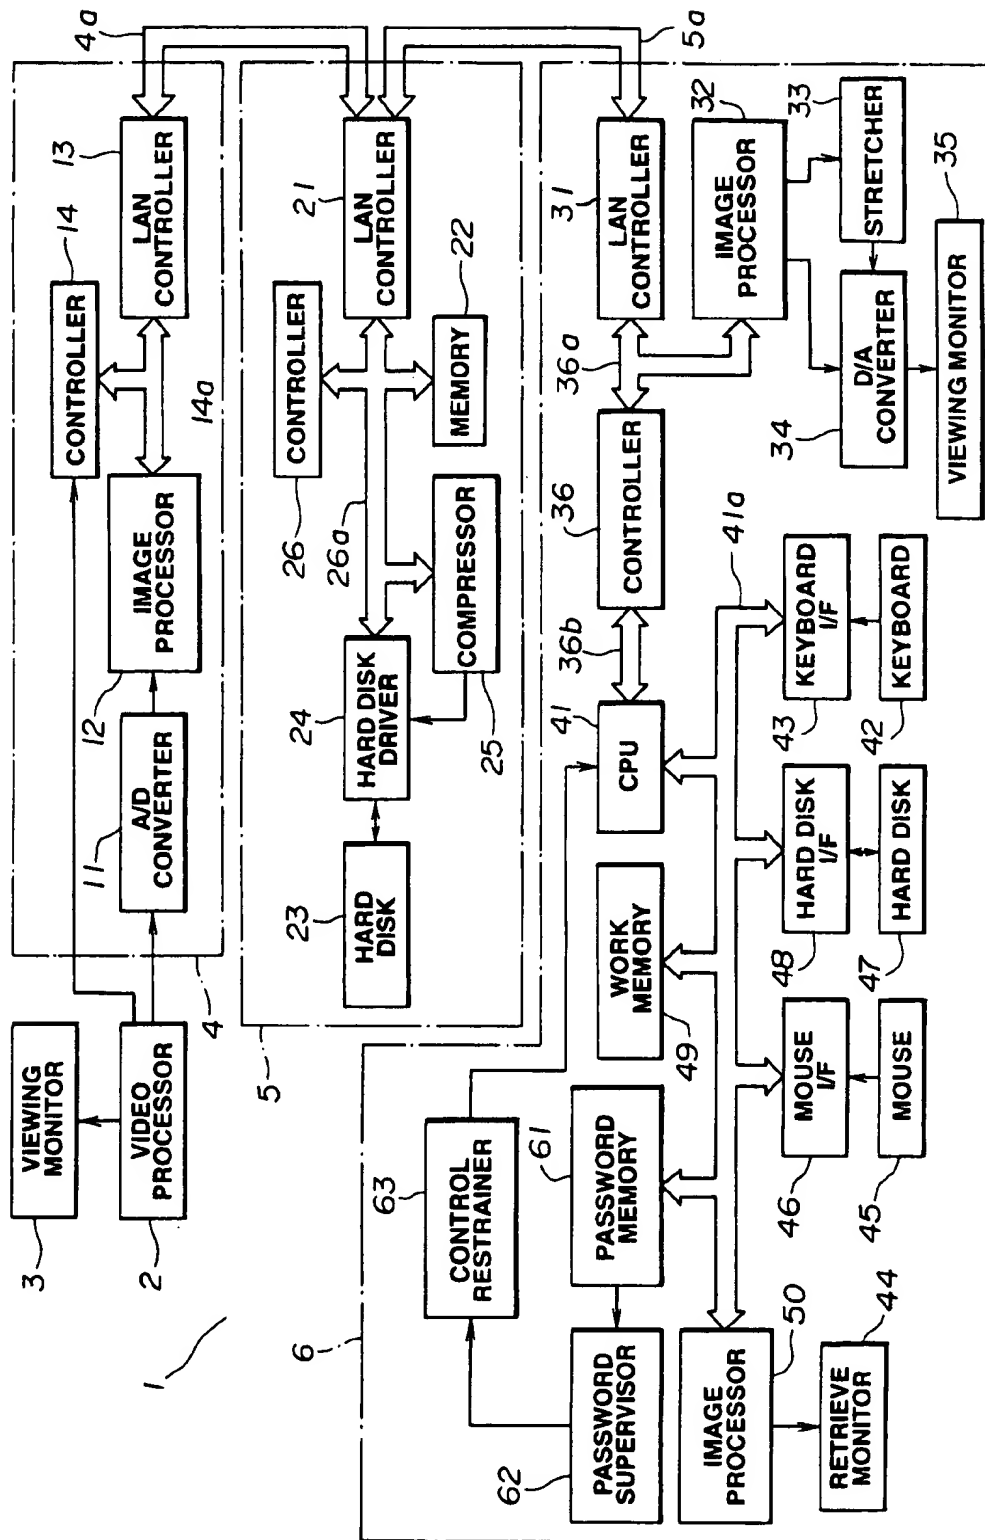 1
3
VIEWING
MONITOR
2
VIDEO
PROCESSOR
4
11
A/D
CONVERTER
12
IMAGE
PROCESSOR
14
CONTROLLER
14a
13
LAN
CONTROLLER
4a
5
23
HARD
DISK
24
HARD DISK
DRIVER
25
COMPRESSOR
26
CONTROLLER
26a
21
LAN
CONTROLLER
22
MEMORY
5a
6
63
CONTROL
RESTRAINER
62
PASSWORD
SUPERVISOR
61
PASSWORD
MEMORY
49
WORK
MEMORY
41
CPU
36b
36
CONTROLLER
36a
31
LAN
CONTROLLER
32
IMAGE
PROCESSOR
33
STRETCHER
34
D/A
CONVERTER
35
VIEWING MONITOR
41a
50
IMAGE
PROCESSOR
44
RETRIEVE
MONITOR
46
MOUSE
I/F
45
MOUSE
48
HARD DISK
I/F
47
HARD DISK
43
KEYBOARD
I/F
42
KEYBOARD